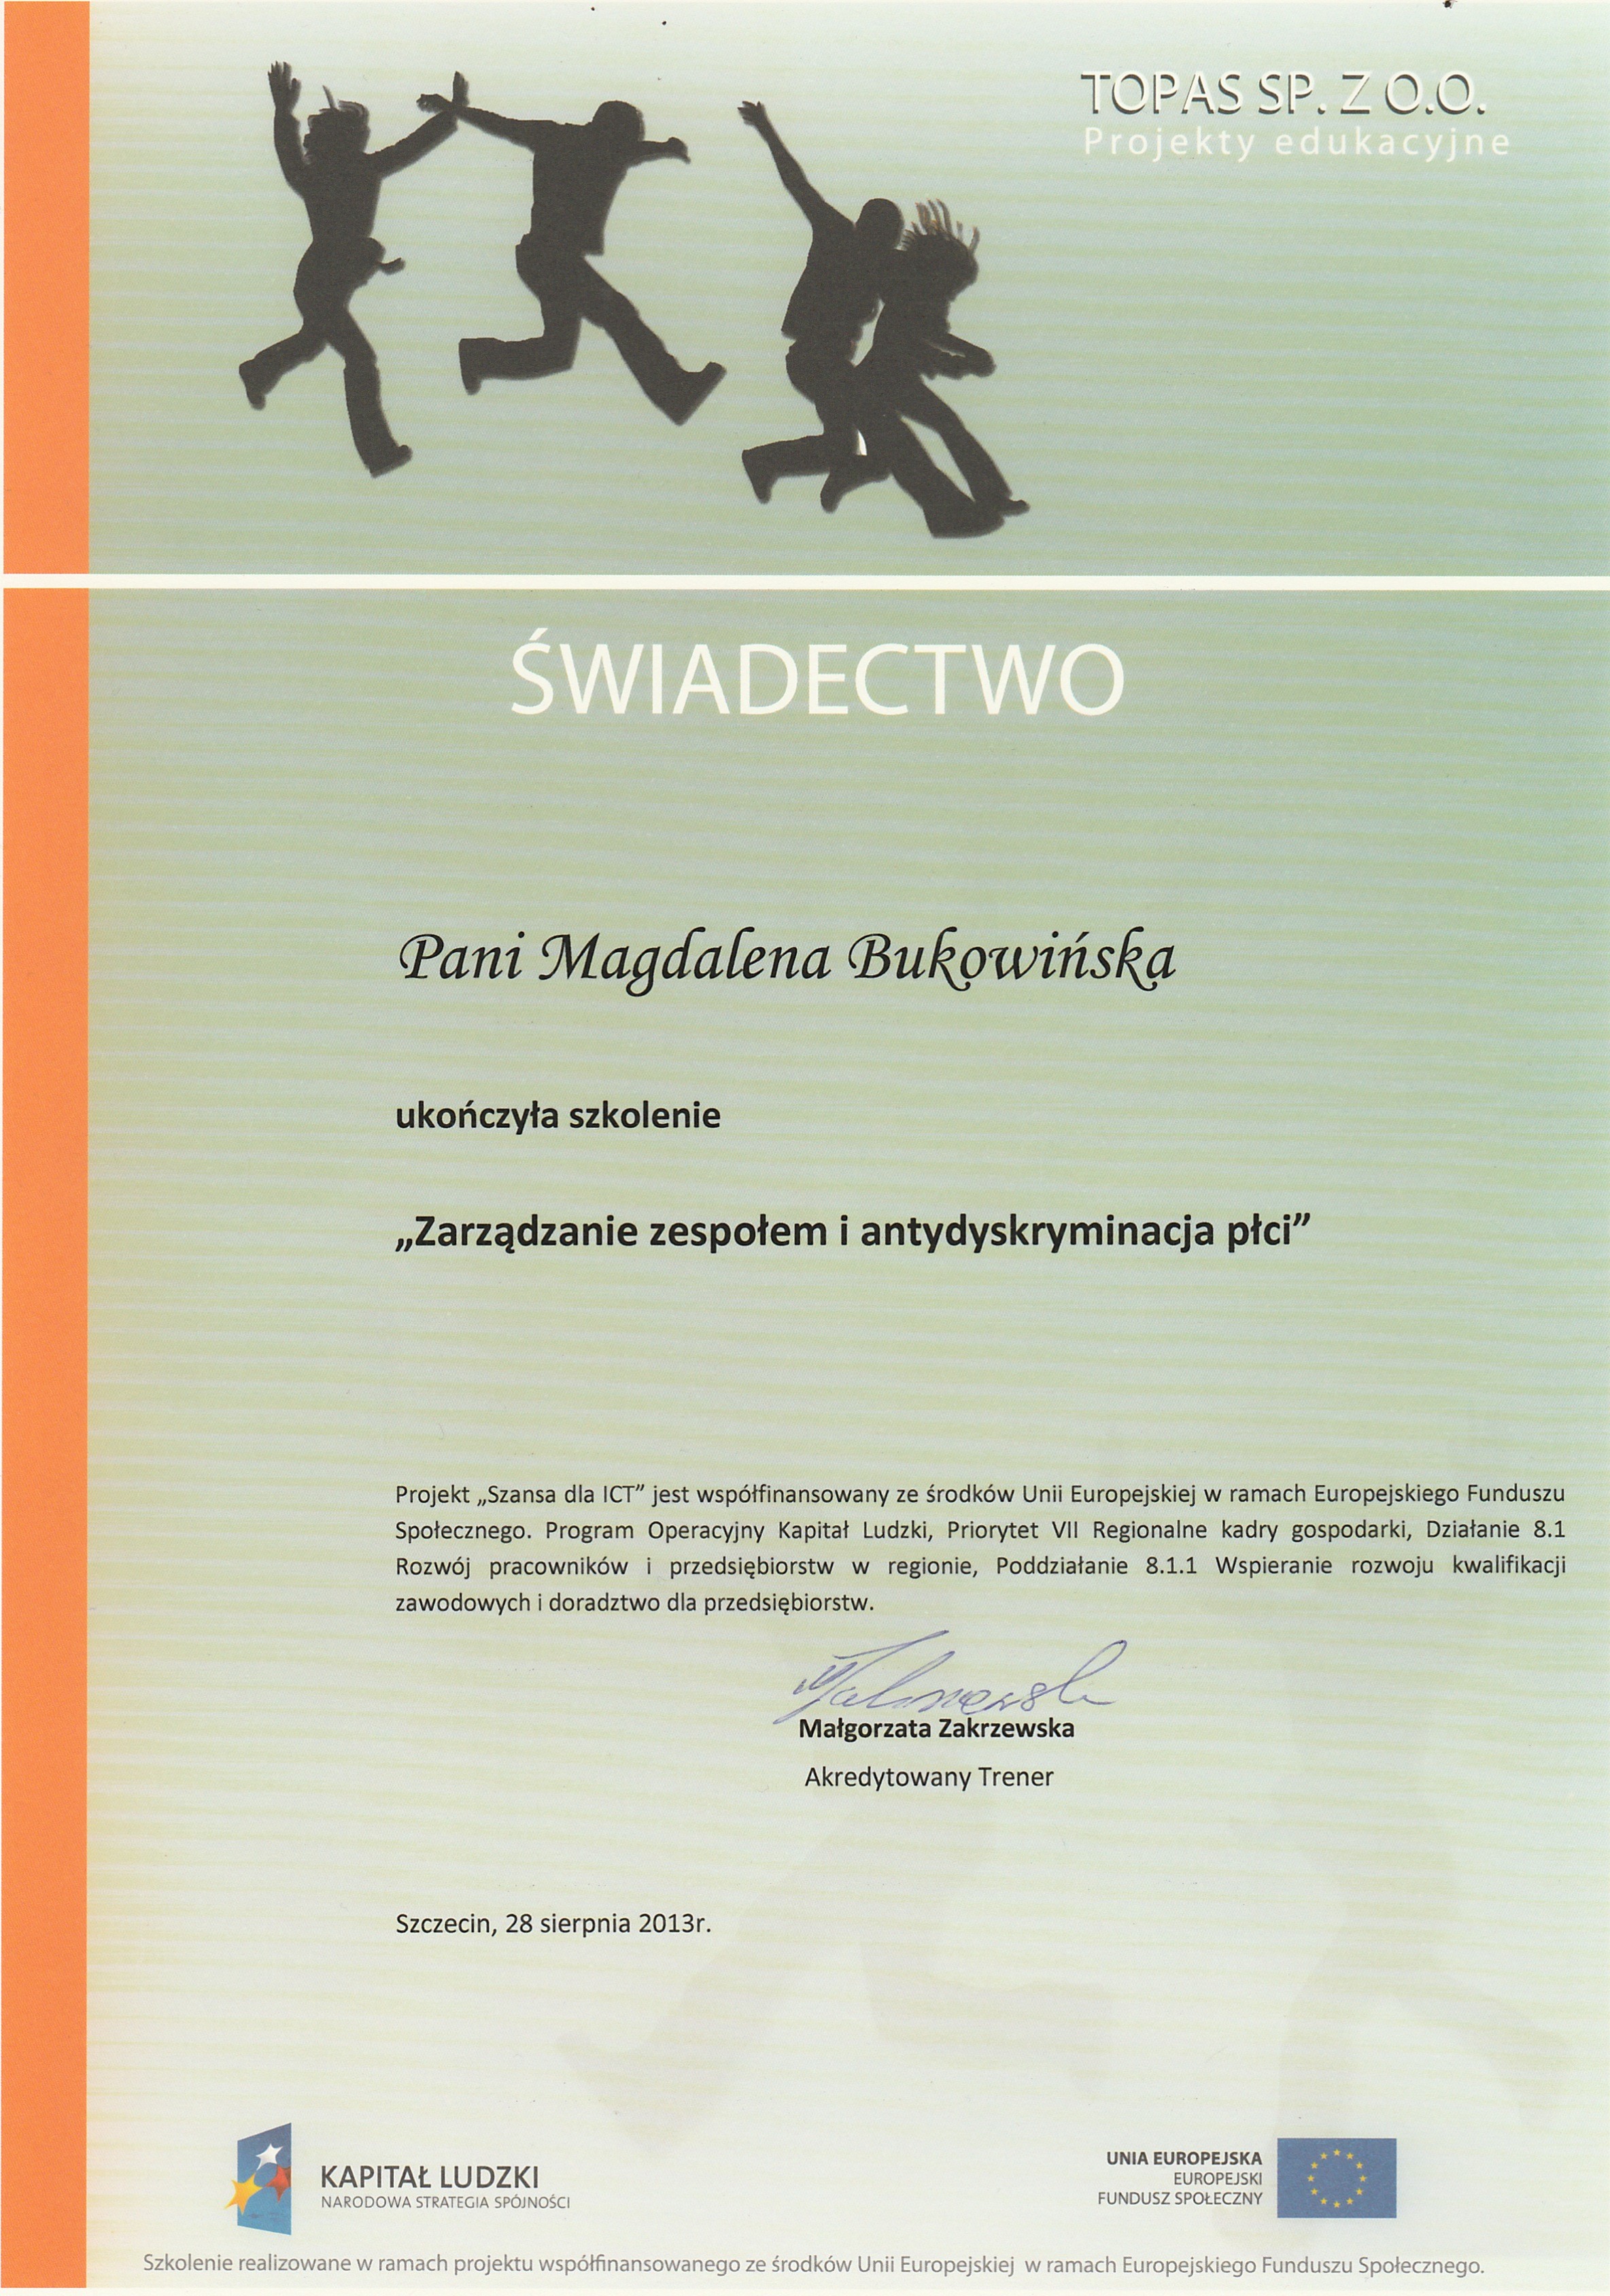 TOPAS SP. Z O.O.
Projekty edukacyjne
ŚWIADECTWO
Pani Magdalena Bukowińska
ukończyła szkolenie
„Zarządzanie zespołem i antydyskryminacja płci”
Projekt „Szansa dla ICT” jest współfinansowany ze środków Unii Europejskiej w ramach Europejskiego Funduszu
Społecznego. Program Operacyjny Kapitał Ludzki, Priorytet VII Regionalne kadry gospodarki, Działanie 8.1
Rozwój pracowników i przedsiębiorstw w regionie, Poddziałanie 8.1.1 Wspieranie rozwoju kwalifikacji
zawodowych i doradztwo dla przedsiębiorstw.
Małgorzata Zakrzewska
Akredytowany Trener
Szczecin, 28 sierpnia 2013r.
KAPITAŁ LUDZKI
NARODOWA STRATEGIA SPÓJNOŚCI
UNIA EUROPEJSKA
EUROPEJSKI
FUNDUSZ SPOŁECZNY
Szkolenie realizowane w ramach projektu współfinansowanego ze środków Unii Europejskiej w ramach Europejskiego Funduszu Społecznego.